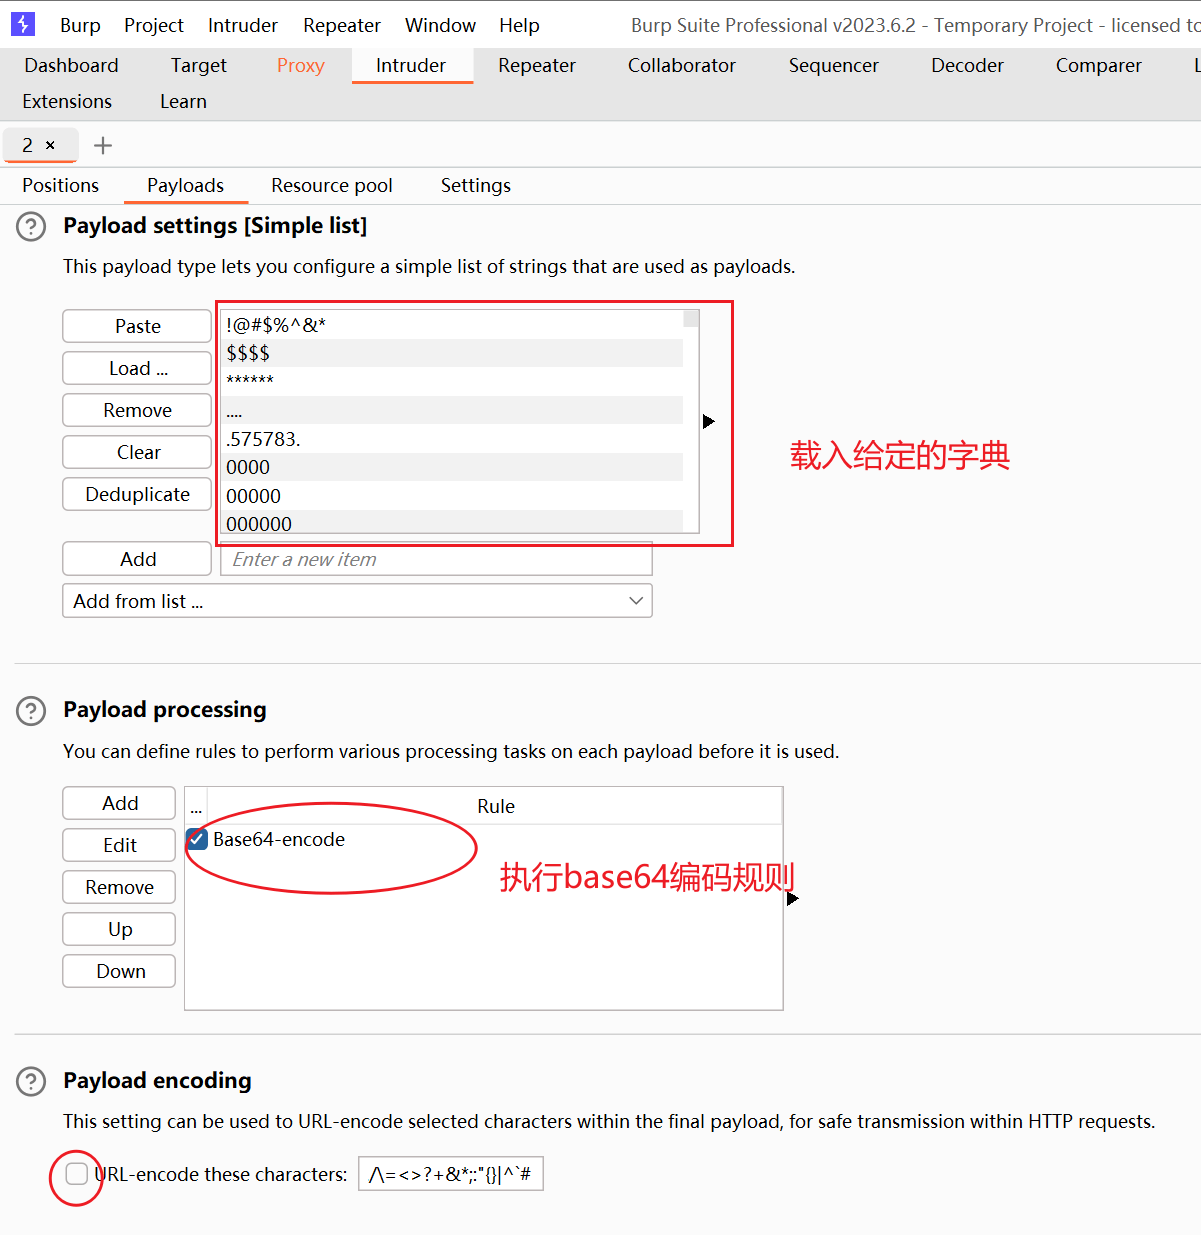 Burp Project Intruder Repeater Window Help Burp Suite Professional v2023.6.2 - Temporary Project - licensed to
Dashboard Target Proxy Intruder Repeater Collaborator Sequencer Decoder Comparer L
Extensions Learn
2 × +
Positions Payloads Resource pool Settings
? Payload settings [Simple list]
This payload type lets you configure a simple list of strings that are used as payloads.
Paste
Load ...
Remove
Clear
Deduplicate
!@#$%^&*
$$$$
******
....
.575783.
0000
00000
000000
载入给定的字典
Add Enter a new item
Add from list ...
? Payload processing
You can define rules to perform various processing tasks on each payload before it is used.
Add
Edit
Remove
Up
Down
... Rule
Base64-encode
执行base64编码规则
? Payload encoding
This setting can be used to URL-encode selected characters within the final payload, for safe transmission within HTTP requests.
URL-encode these characters: /\=<>?+&*;:"{}|^`#